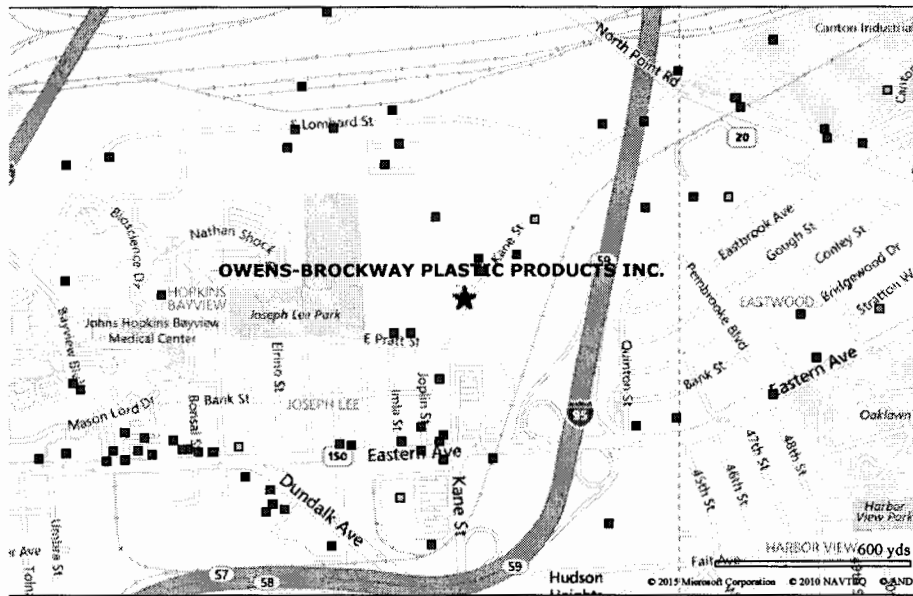 Canton Industrial
North Point Rd
E Lombard St
20
Bioscience Dr
Nathan Shock
Kane St
59
Eastbrook Ave
Gough St
Conley St
OWENS-BROCKWAY PLASTIC PRODUCTS INC.
Bridgewood Dr
Stratton W
HOPKINS
BAYVIEW
Joseph Lee Park
EASTWOOD
Pembrooke Blvd
Johns Hopkins Bayview
Medical Center
E Pratt St
Bayview Blvd
Elrino St
Quinton St
Bank St
Eastern Ave
Mason Lord Dr
Bonsal St
Bank St
JOSEPH LEE
Imla St
Joplin St
95
Oaklawn
150
Eastern Ave
47th St
48th St
45th St
46th St
Dundalk Ave
Kane St
Umbra St
Harbor
View Park
er Ave
HARBOR VIEW
600 yds
57
58
59
Fait Ave
Hudson
Heights
© 2015 Microsoft Corporation © 2010 NAVTEQ © AND